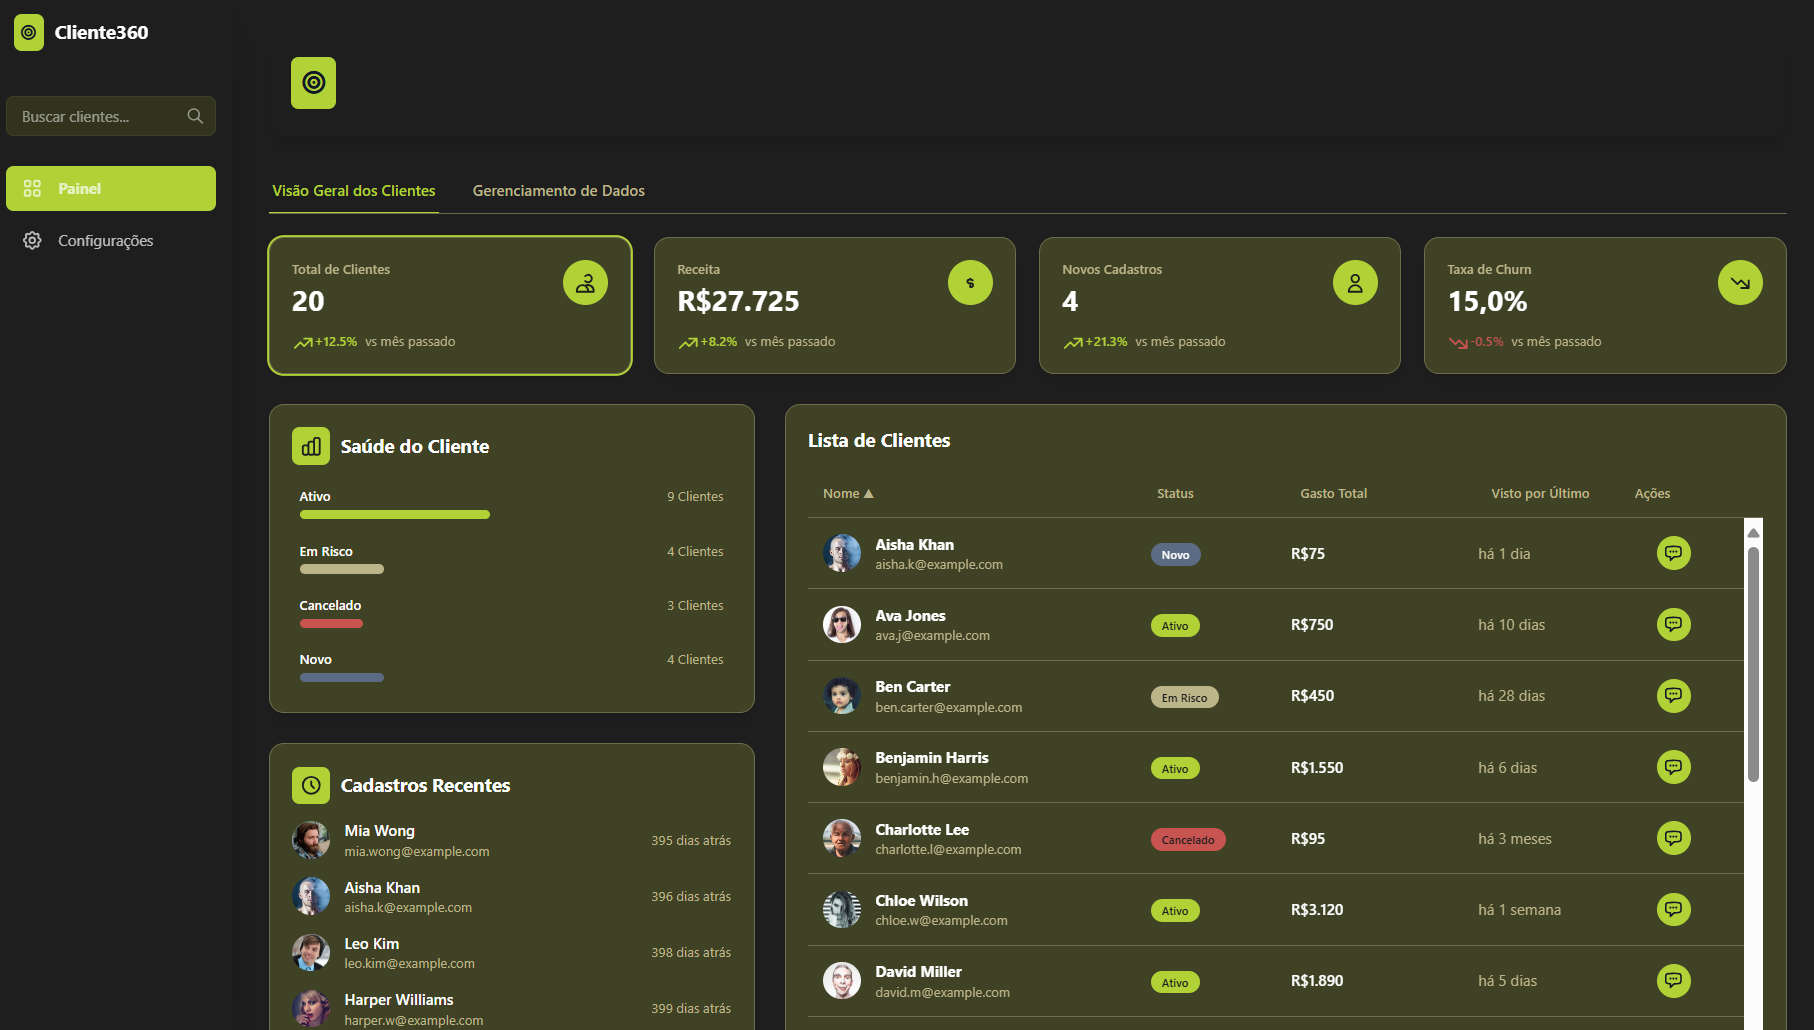 Cliente360
Buscar clientes...
Painel
Configurações
Visão Geral dos Clientes
Gerenciamento de Dados
Total de Clientes
20
+12.5% vs mês passado
Receita
R$27.725
+8.2% vs mês passado
Novos Cadastros
4
+21.3% vs mês passado
Taxa de Churn
15,0%
-0.5% vs mês passado
Saúde do Cliente
Ativo 9 Clientes
Em Risco 4 Clientes
Cancelado 3 Clientes
Novo 4 Clientes
Cadastros Recentes
Mia Wong
mia.wong@example.com
395 dias atrás
Aisha Khan
aisha.k@example.com
396 dias atrás
Leo Kim
leo.kim@example.com
398 dias atrás
Harper Williams
harper.w@example.com
399 dias atrás
Lista de Clientes
Nome ▲ Status Gasto Total Visto por Último Ações
Aisha Khan
aisha.k@example.com
Novo R$75 há 1 dia
Ava Jones
ava.j@example.com
Ativo R$750 há 10 dias
Ben Carter
ben.carter@example.com
Em Risco R$450 há 28 dias
Benjamin Harris
benjamin.h@example.com
Ativo R$1.550 há 6 dias
Charlotte Lee
charlotte.l@example.com
Cancelado R$95 há 3 meses
Chloe Wilson
chloe.w@example.com
Ativo R$3.120 há 1 semana
David Miller
david.m@example.com
Ativo R$1.890 há 5 dias